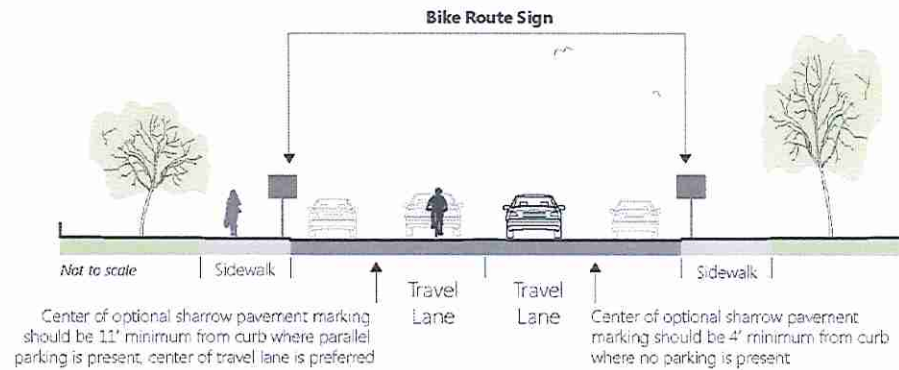 Bike Route Sign
Not to scale
Sidewalk
Travel
Lane
Travel
Lane
Sidewalk
Center of optional sharrow pavement marking
should be 11' minimum from curb where parallel
parking is present, center of travel lane is preferred
Center of optional sharrow pavement
marking should be 4' minimum from curb
where no parking is present